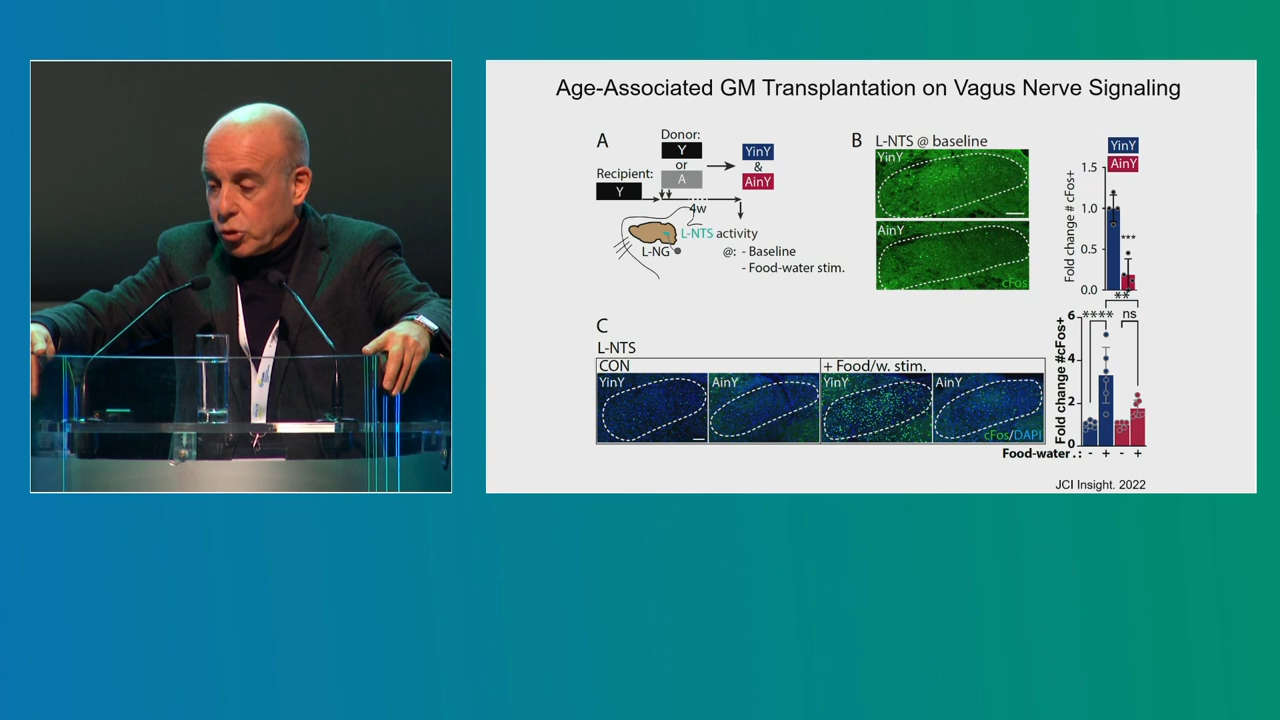 Age-Associated GM Transplantation on Vagus Nerve Signaling
A
Donor:
Y
or
A
Recipient:
Y
YinY
&
AinY
4w
L-NTS activity
L-NG
@: - Baseline
- Food-water stim.
B
L-NTS @ baseline
YinY
AinY
cFos
YinY
AinY
Fold change # cFos+
1.5
1.0
0.5
0.0
***
C
L-NTS
CON
+ Food/w. stim.
YinY
AinY
YinY
AinY
cFos/DAPI
Fold change #cFos+
6
4
2
0
**
****
ns
Food-water .: - + - +
JCI Insight. 2022